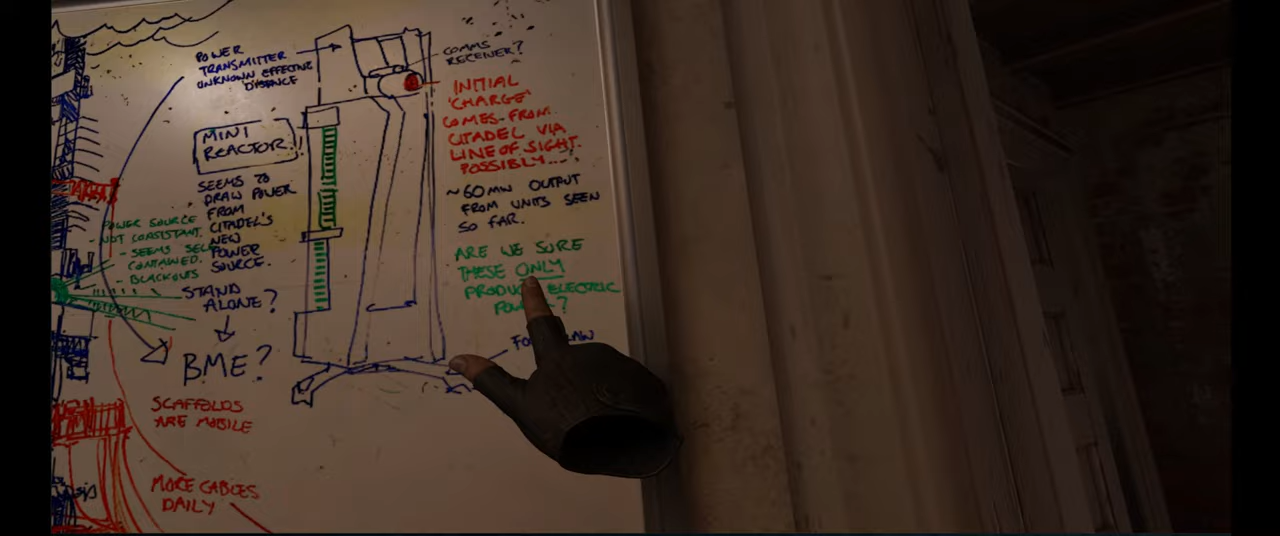 POWER
TRANSMITTER
UNKNOWN EFFECTIVE
DISTANCE
COMMS
RECEIVER?
INITIAL
'CHARGE'
COMES FROM
CITADEL VIA
LINE OF SIGHT.
POSSIBLY....
~60MW OUTPUT
FROM UNITS SEEN
SO FAR.
ARE WE SURE
THESE ONLY
ELECTRIC
MINI
REACTOR
SEEMS TO
DRAW POWER
FROM
CITADEL'S
NEW
POWER
SOURCE.
STAND
ALONE?
BME?
POWER SOURCE
- NOT CONSISTANT.
- SEEMS SELF
CONTAINED.
- BLACKOUTS
SCAFFOLDS
ARE MOBILE
MORE CABLES
DAILY